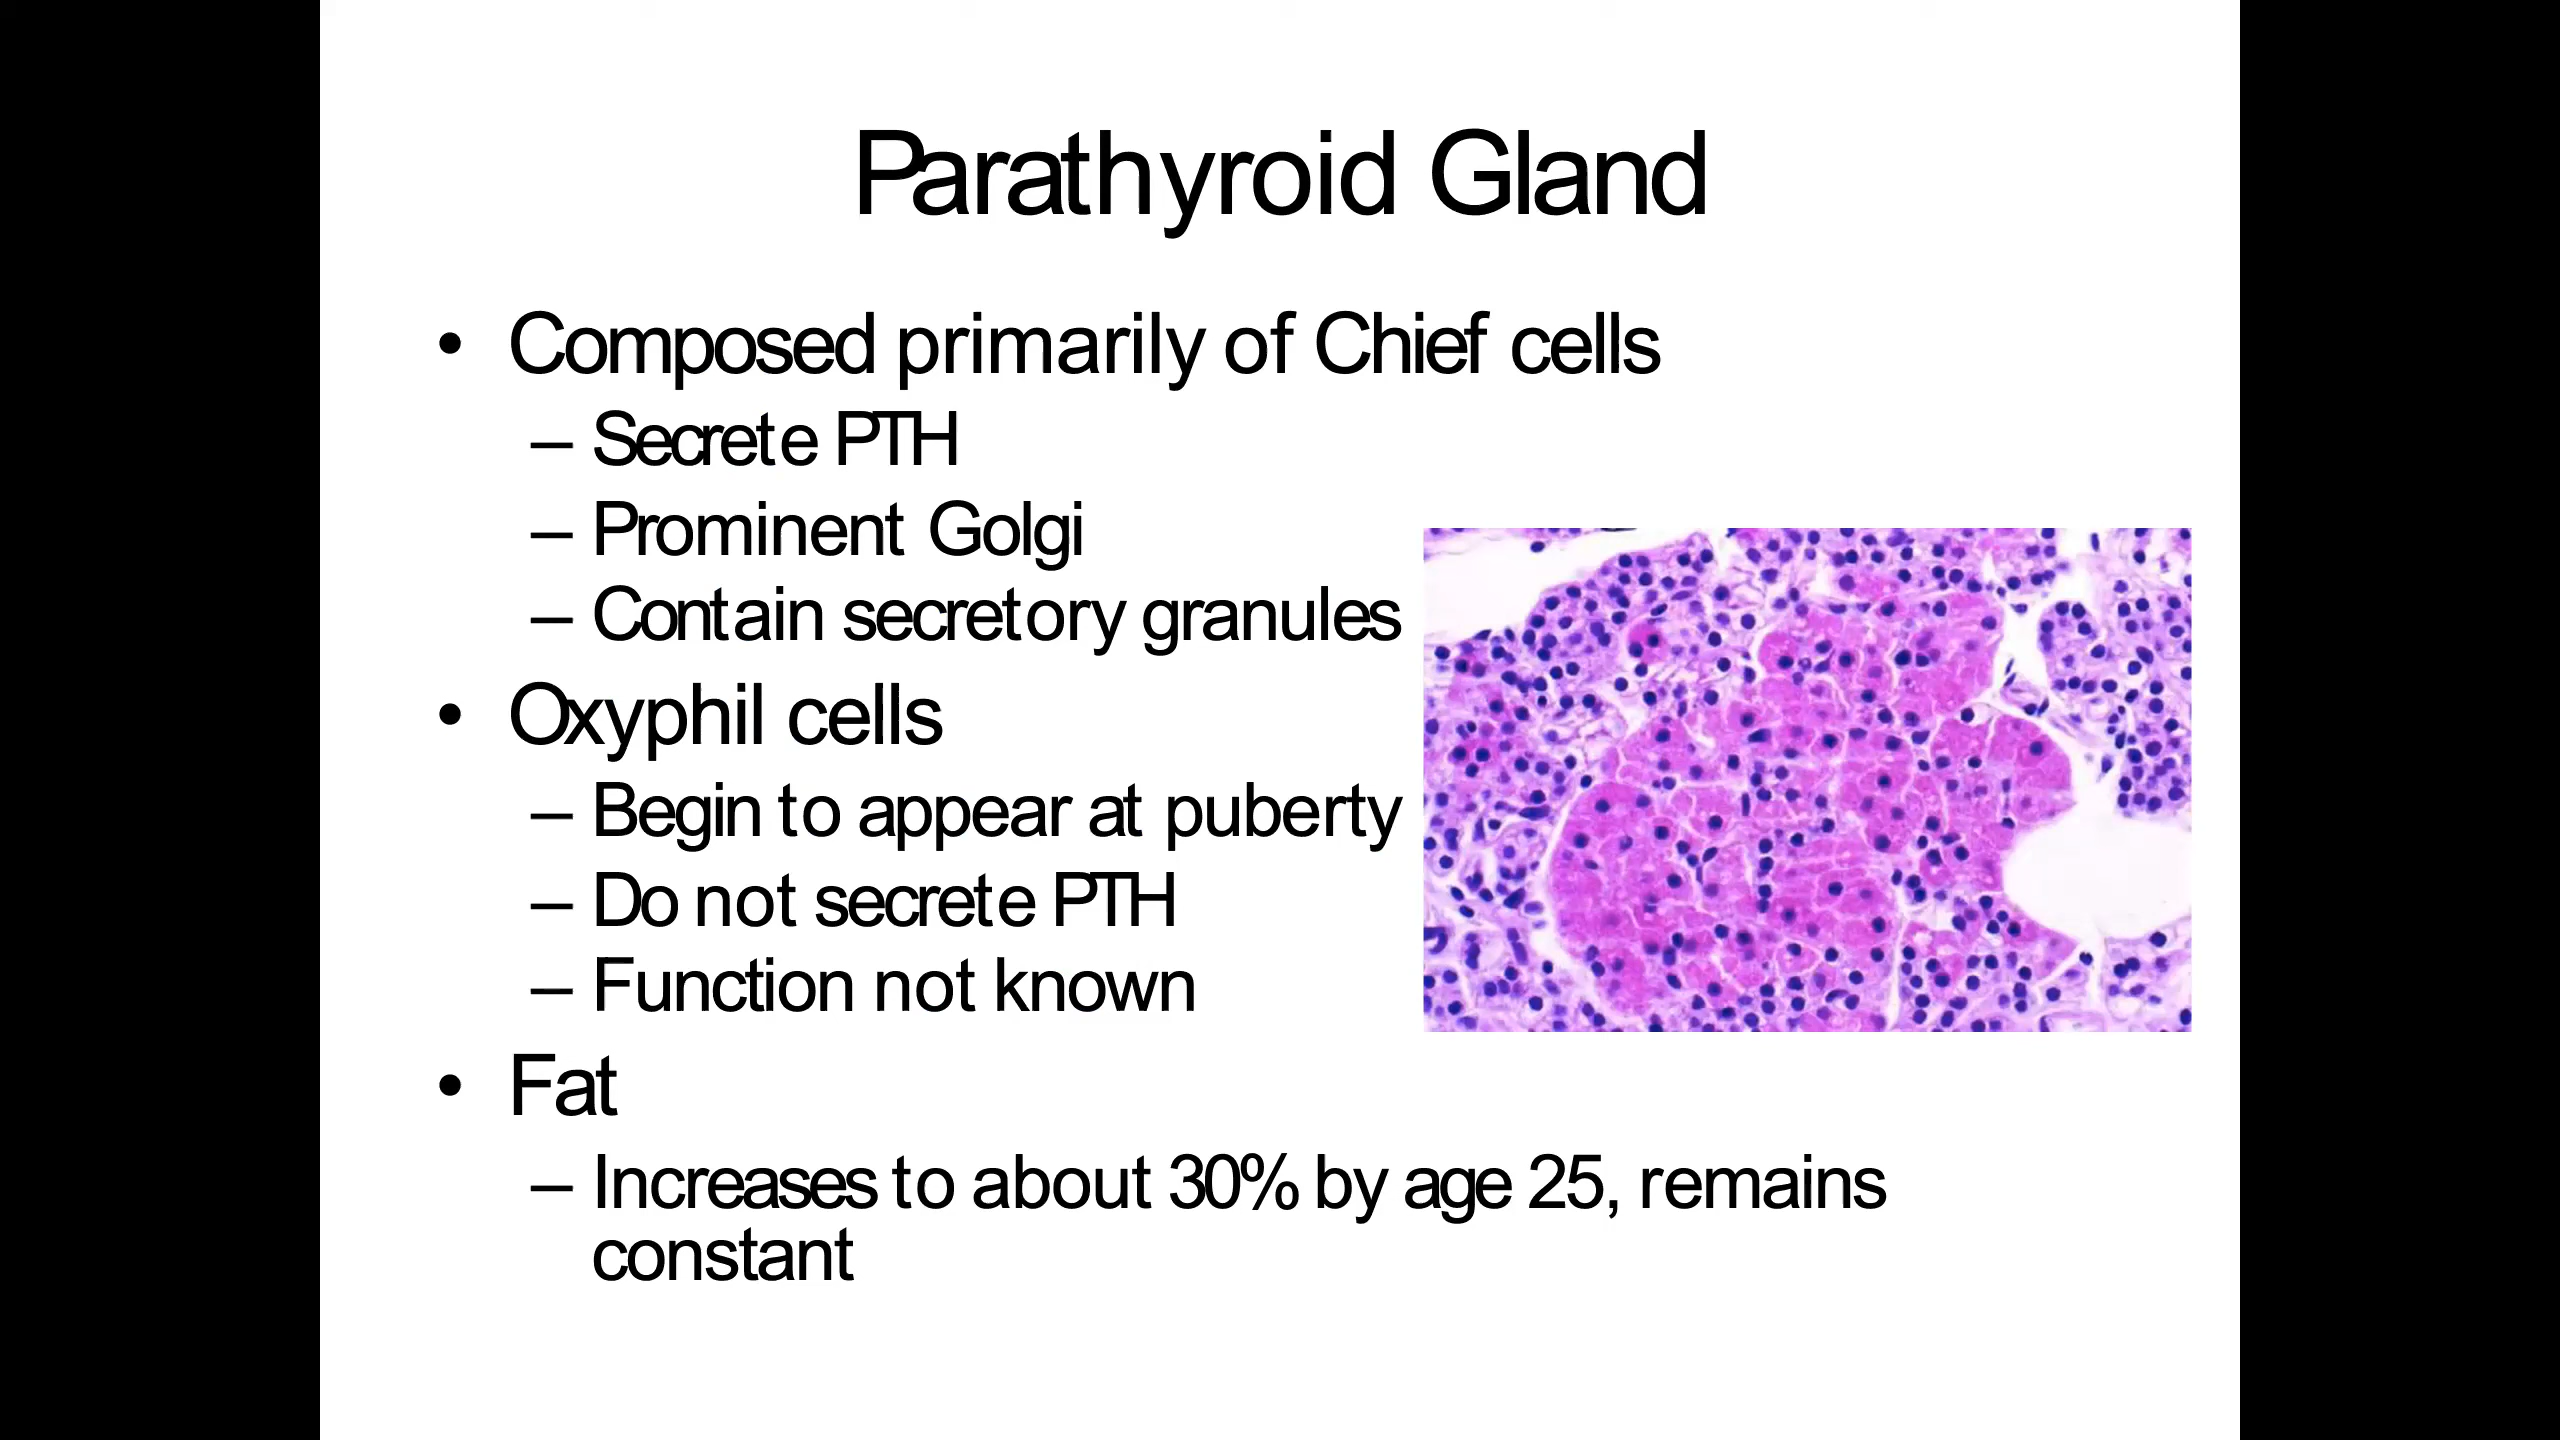 Parathyroid Gland
• Composed primarily of Chief cells
– Secrete PTH
– Prominent Golgi
– Contain secretory granules
• Oxyphil cells
– Begin to appear at puberty
– Do not secrete PTH
– Function not known
• Fat
– Increases to about 30% by age 25, remains
constant